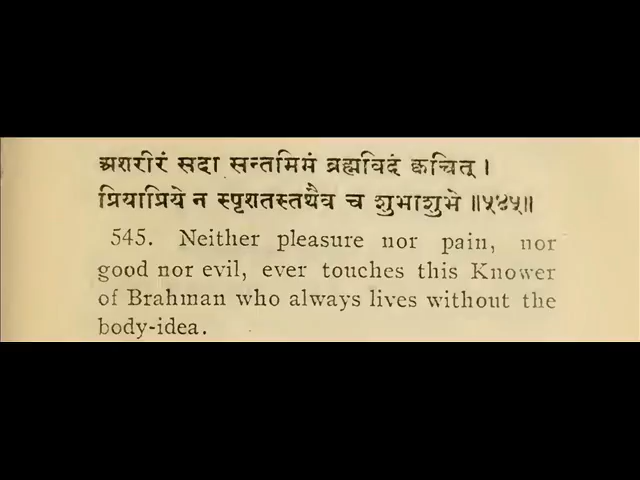 अशरीरं सदा सन्तमिमं ब्रह्मविदं क्वचित् ।
प्रियाप्रिये न स्पृशतस्तथैव च शुभाशुभे ॥५४५॥
545. Neither pleasure nor pain, nor
good nor evil, ever touches this Knower
of Brahman who always lives without the
body-idea.